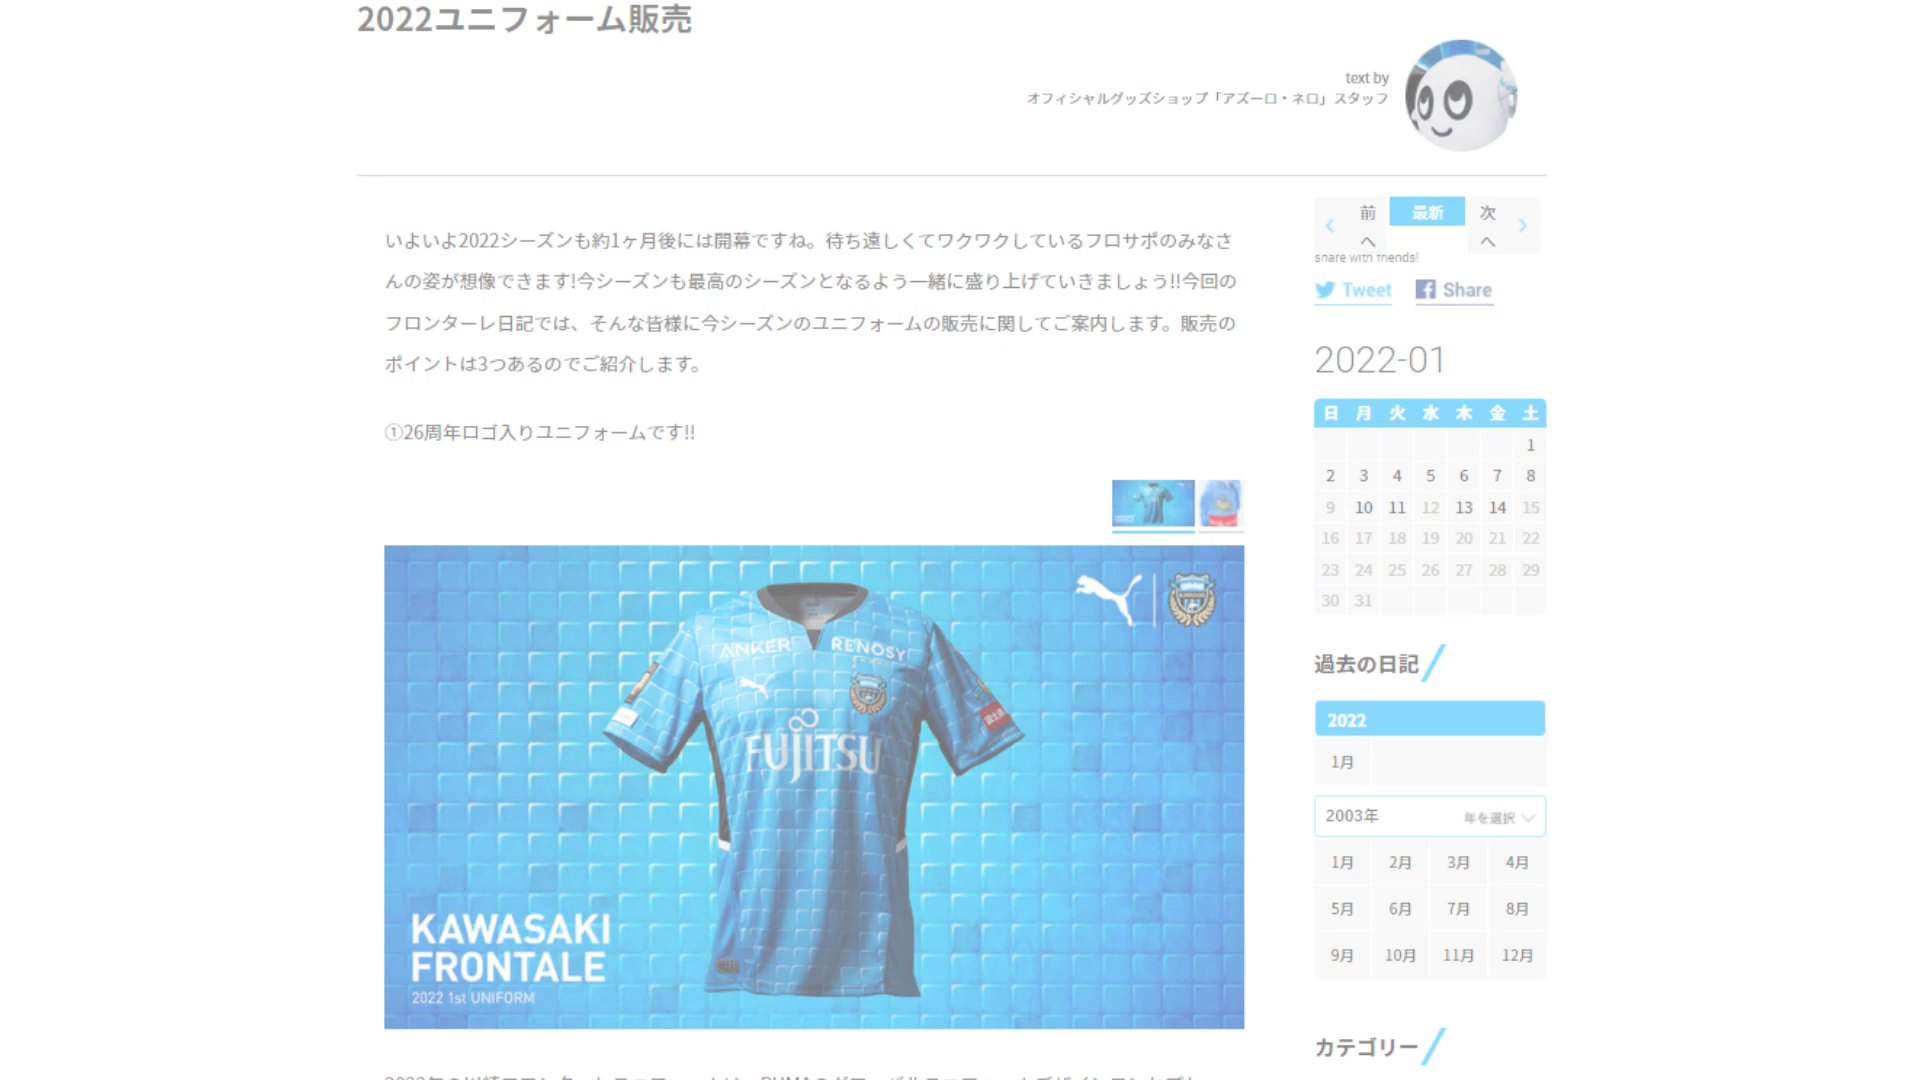 2022ユニフォーム販売
text by
オフィシャルグッズショップ「アズーロ・ネロ」スタッフ
いよいよ2022シーズンも約1ヶ月後には開幕ですね。待ち遠しくてワクワクしているフロサポのみなさ
んの姿が想像できます!今シーズンも最高のシーズンとなるよう一緒に盛り上げていきましょう!!今回の
フロンターレ日記では、そんな皆様に今シーズンのユニフォームの販売に関してご案内します。販売の
ポイントは3つあるのでご紹介します。
①26周年ロゴ入りユニフォームです!!
ANKER RENOSY
FUJITSU
KAWASAKI
FRONTALE
2022 1st UNIFORM
前へ 最新 次へ
share with friends!
Tweet Share
2022-01
日 月 火 水 木 金 土
1
2 3 4 5 6 7 8
9 10 11 12 13 14 15
16 17 18 19 20 21 22
23 24 25 26 27 28 29
30 31
過去の日記
2022
1月
2003年 年を選択
1月 2月 3月 4月
5月 6月 7月 8月
9月 10月 11月 12月
カテゴリー